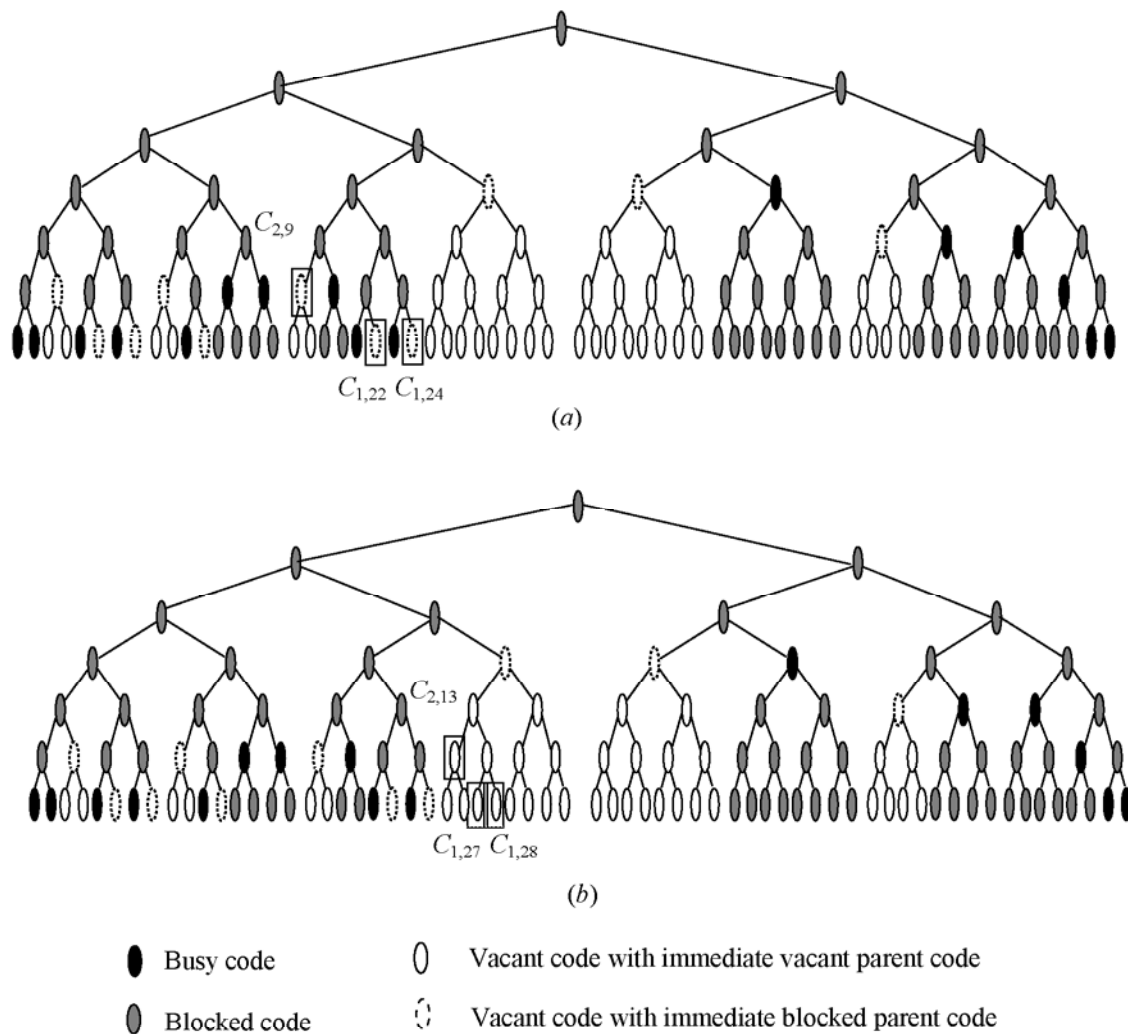 C2,9
C1,22 C1,24
(a)
C2,13
C1,27 C1,28
(b)
Busy code
Vacant code with immediate vacant parent code
Blocked code
Vacant code with immediate blocked parent code